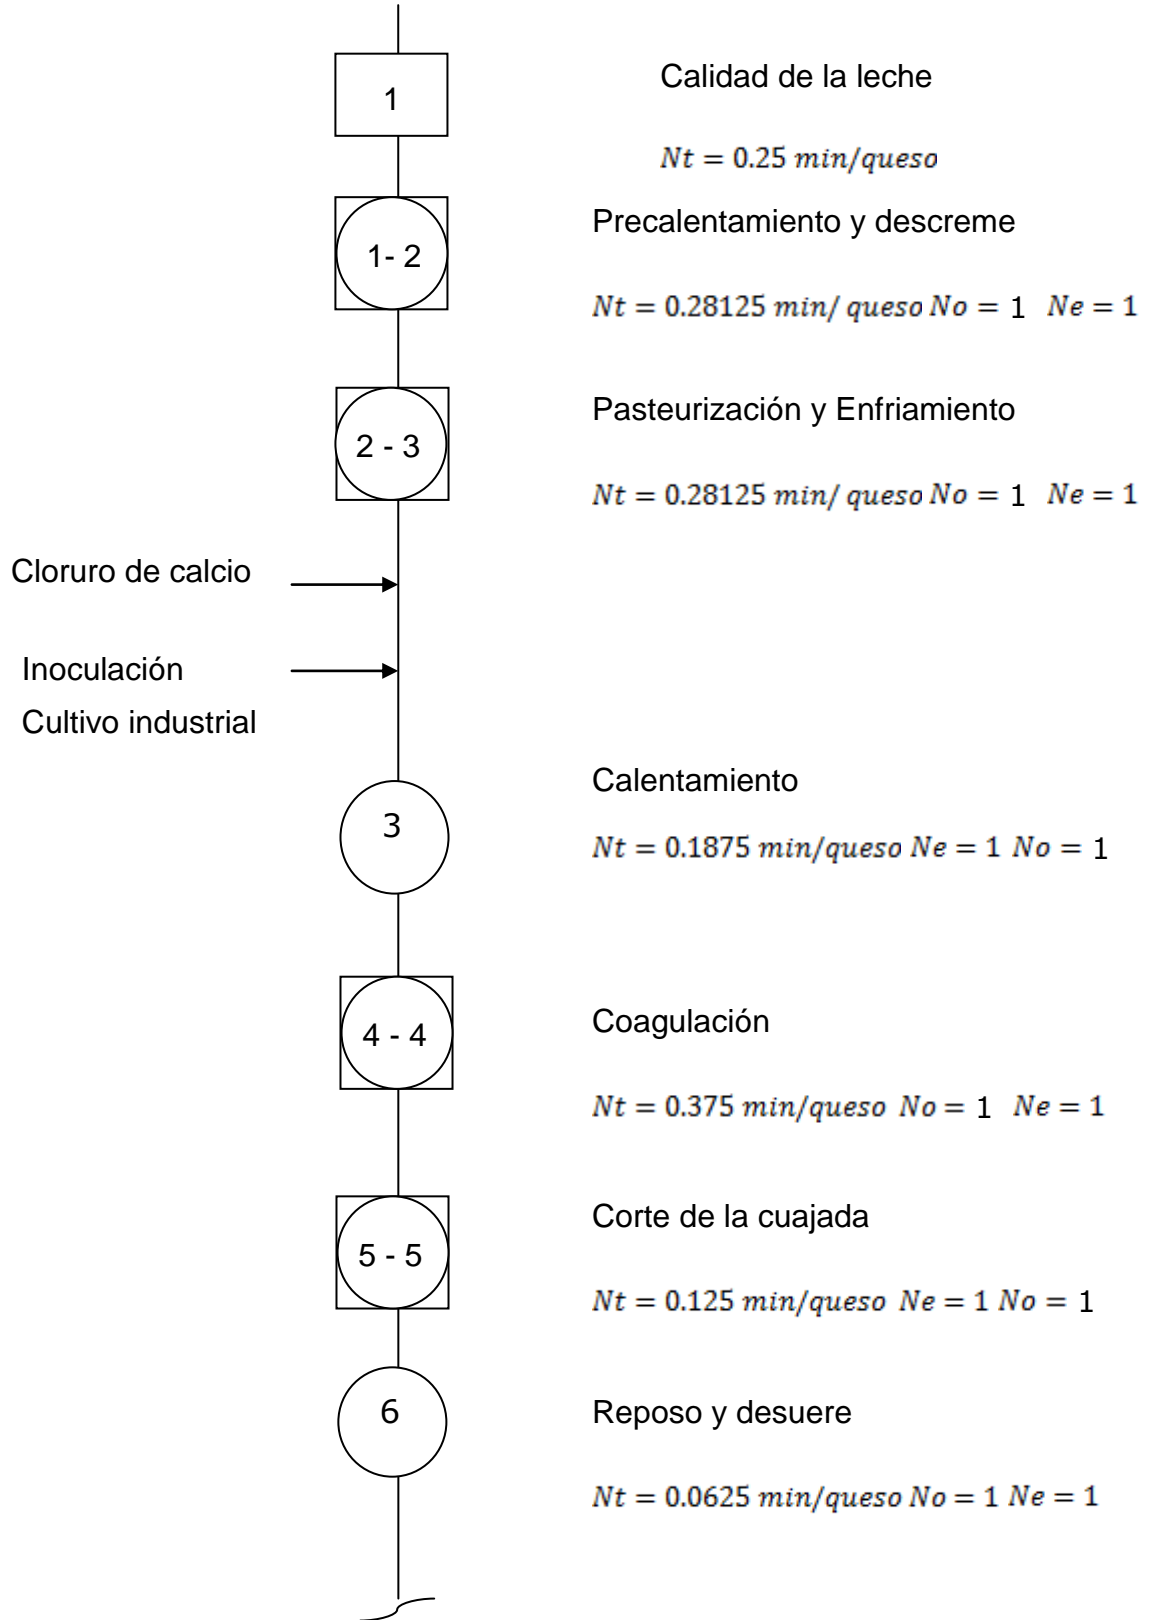 1
Calidad de la leche
Nt = 0.25 min/queso
1- 2
Precalentamiento y descreme
Nt = 0.28125 min/ queso No = 1 Ne = 1
2 - 3
Pasteurización y Enfriamiento
Nt = 0.28125 min/ queso No = 1 Ne = 1
Cloruro de calcio
Inoculación
Cultivo industrial
3
Calentamiento
Nt = 0.1875 min/queso Ne = 1 No = 1
4 - 4
Coagulación
Nt = 0.375 min/queso No = 1 Ne = 1
5 - 5
Corte de la cuajada
Nt = 0.125 min/queso Ne = 1 No = 1
6
Reposo y desuere
Nt = 0.0625 min/queso No = 1 Ne = 1